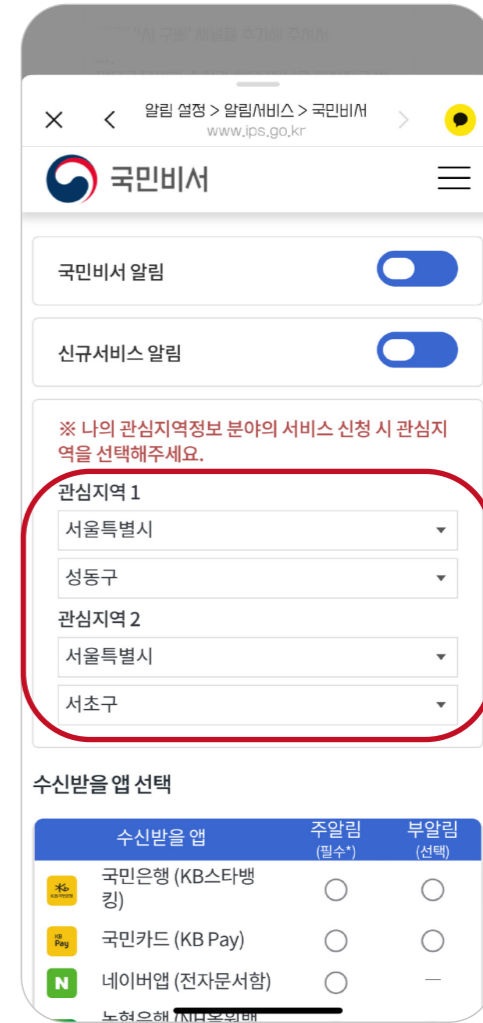 알림 설정 > 알림서비스 > 국민비서
www.ips.go.kr
국민비서
국민비서 알림
신규서비스 알림
※ 나의 관심지역정보 분야의 서비스 신청 시 관심지
역을 선택해주세요.
관심지역 1
서울특별시
성동구
관심지역 2
서울특별시
서초구
수신받을 앱 선택
수신받을 앱 주알림 부알림
(필수*) (선택)
국민은행 (KB스타뱅
킹)
KB Pay 국민카드 (KB Pay)
N 네이버앱 (전자문서함) —